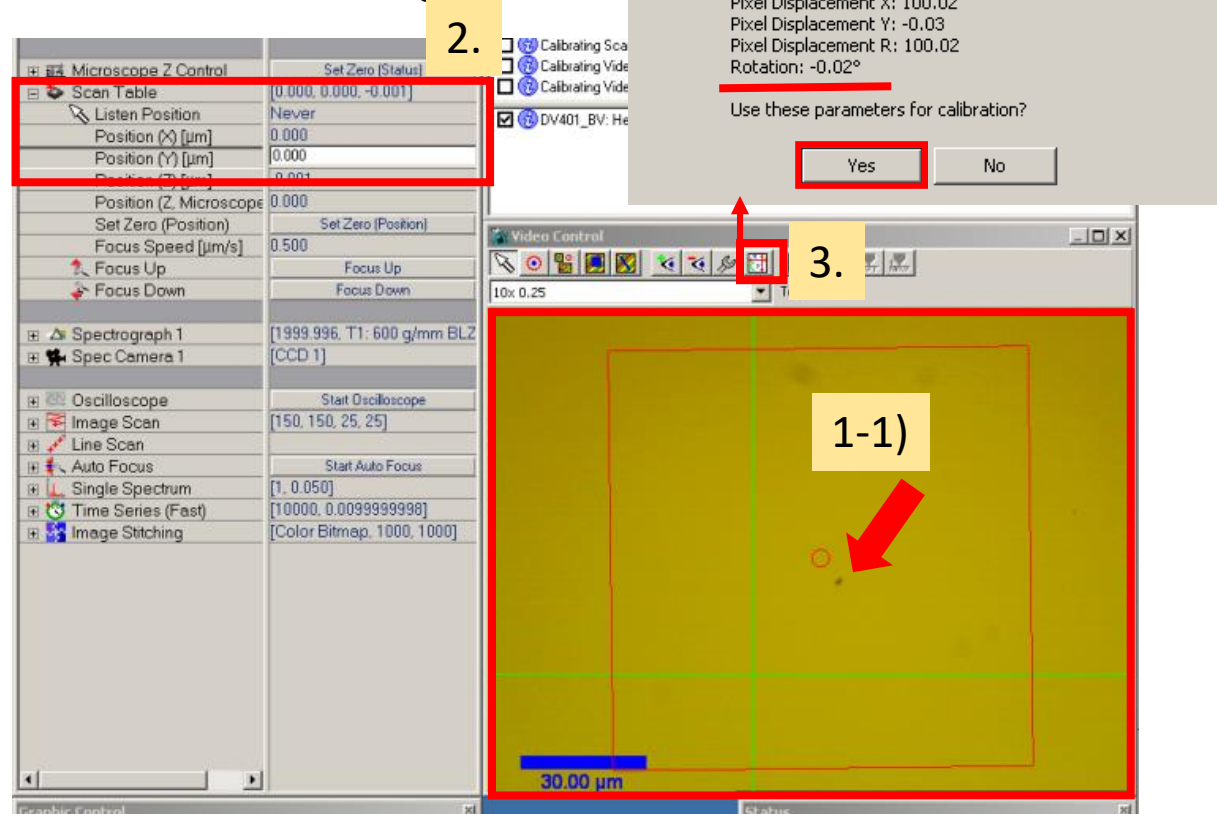 2.
Microscope Z Control Set Zero (Status)
Scan Table [0.000, 0.000, -0.001]
Listen Position Never
Position (X) [µm] 0.000
Position (Y) [µm] 0.000
Position (Z) [µm] -0.001
Position (Z, Microscope 0.000
Set Zero (Position) Set Zero (Position)
Focus Speed [µm/s] 0.500
Focus Up Focus Up
Focus Down Focus Down
Spectrograph 1 [1999.996, T1: 600 g/mm BLZ
Spec Camera 1 [CCD 1]
Oscilloscope Start Oscilloscope
Image Scan [150, 150, 25, 25]
Line Scan
Auto Focus Start Auto Focus
Single Spectrum [1, 0.050]
Time Series (Fast) [10000, 0.0099999998]
Image Stitching [Color Bitmap, 1000, 1000]
Graphic Control
Calibrating Sca
Calibrating Vide
Calibrating Vide
DV401_BV: He
Pixel Displacement X: 100.02
Pixel Displacement Y: -0.03
Pixel Displacement R: 100.02
Rotation: -0.02°
Use these parameters for calibration?
Yes No
Video Control
3.
10x 0.25
1-1)
30.00 µm
Status